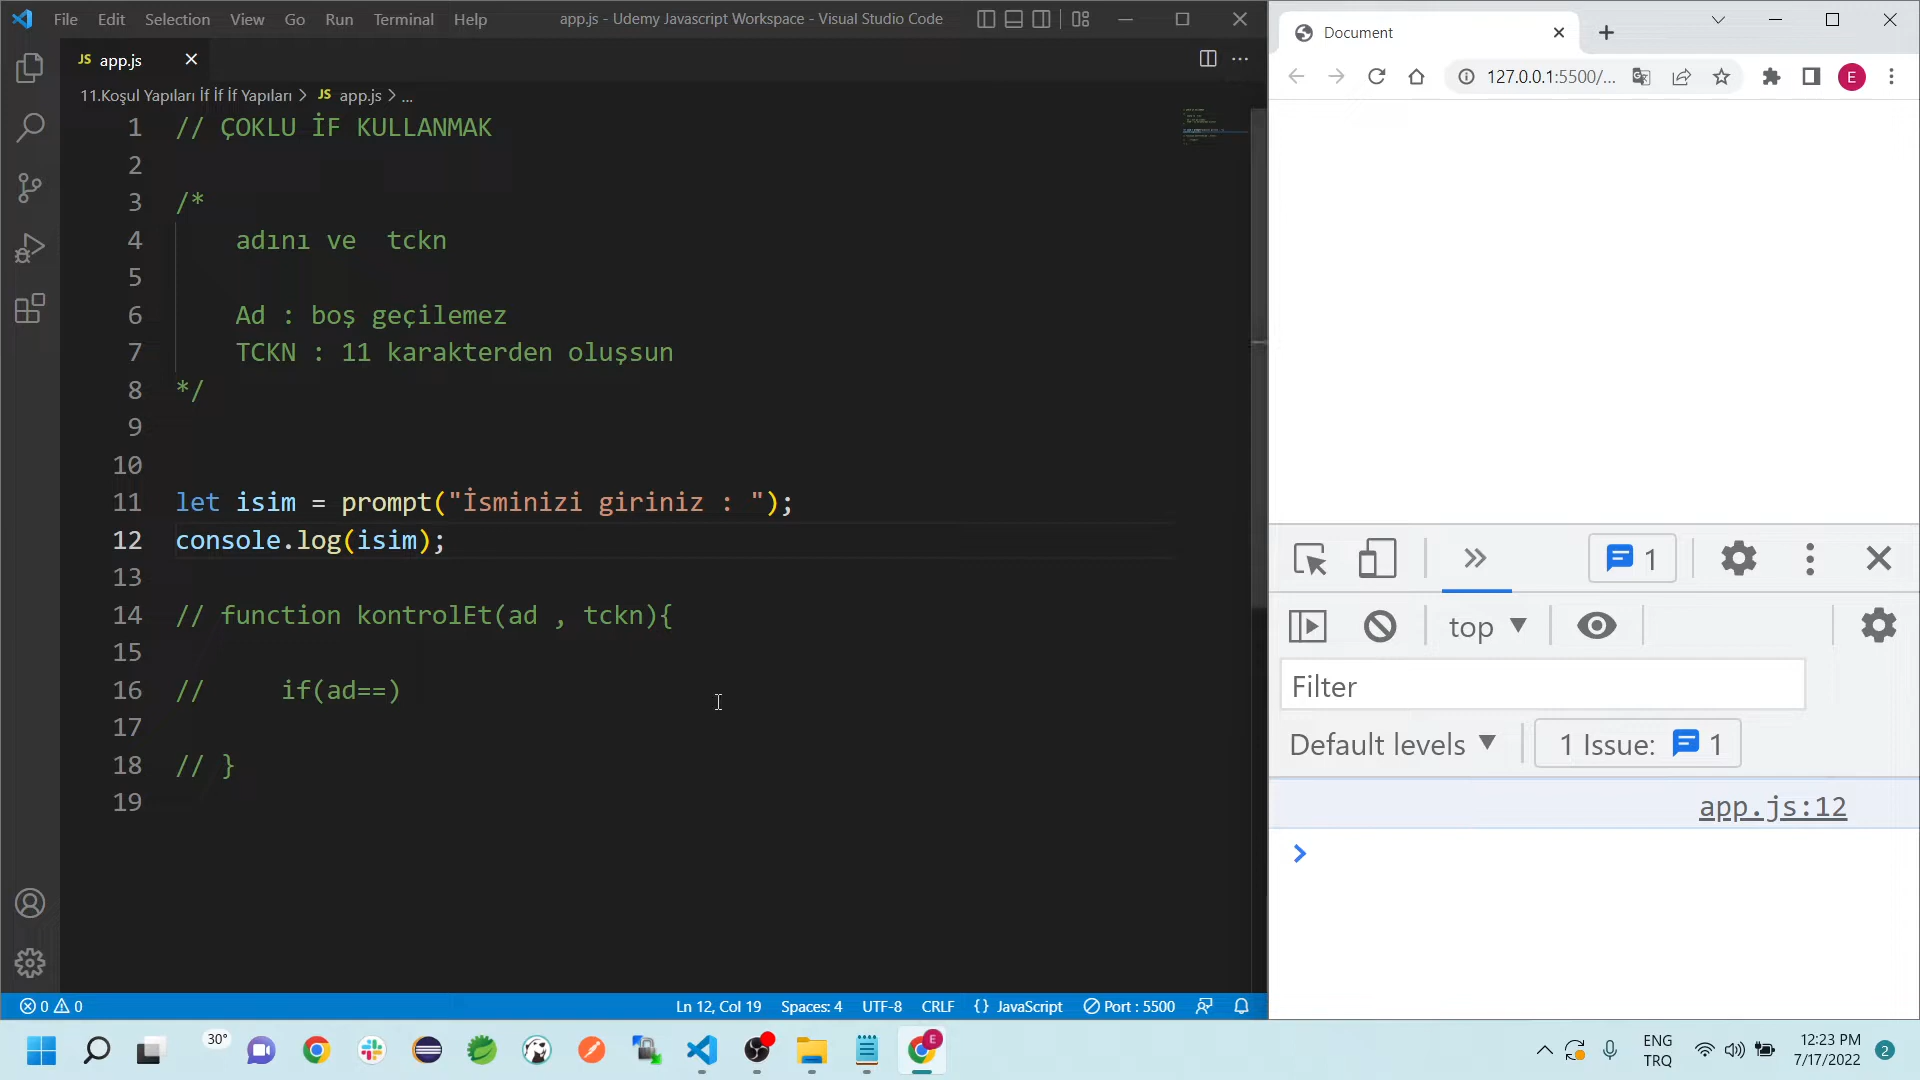 File Edit Selection View Go Run Terminal Help
app.js - Udemy Javascript Workspace - Visual Studio Code
JS app.js
11.Koşul Yapıları İf İf İf Yapıları > JS app.js > ...
1 // ÇOKLU İF KULLANMAK
2
3 /*
4 adını ve tckn
5
6 Ad : boş geçilemez
7 TCKN : 11 karakterden oluşsun
8 */
9
10
11 let isim = prompt("İsminizi giriniz : ");
12 console.log(isim);
13
14 // function kontrolEt(ad , tckn){
15
16 // if(ad==)
17
18 // }
19
0 0
Ln 12, Col 19 Spaces: 4 UTF-8 CRLF {} JavaScript Port : 5500
Document
127.0.0.1:5500/...
E
1
top
Filter
Default levels
1 Issue: 1
app.js:12
30°
E
ENG
TRQ
12:23 PM
7/17/2022
2